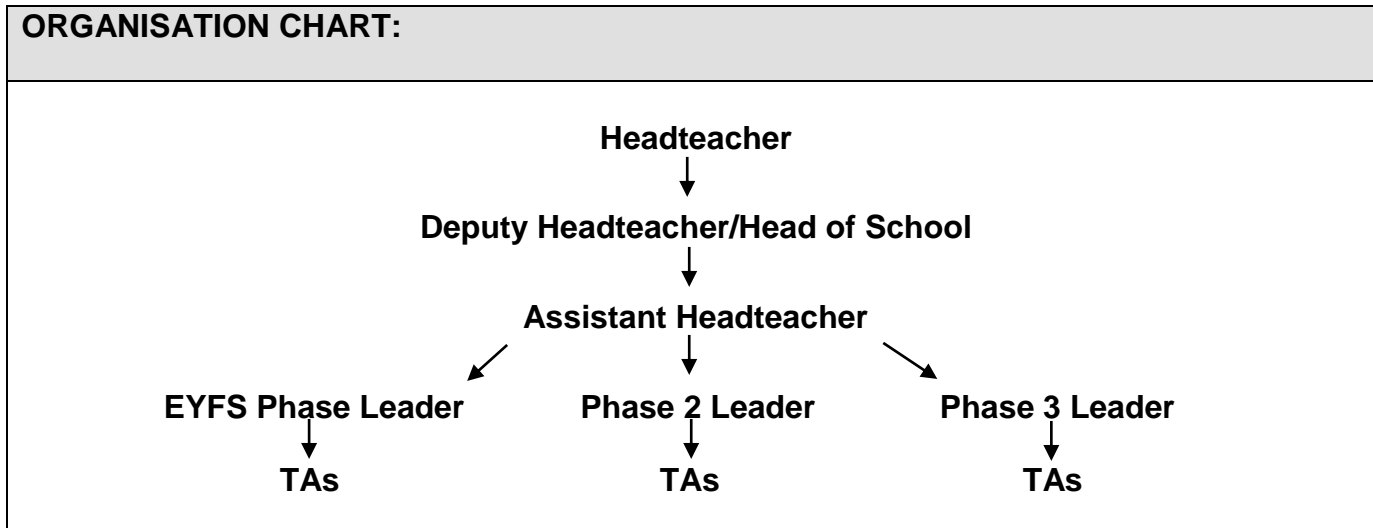 ORGANISATION CHART:
Headteacher
Deputy Headteacher/Head of School
Assistant Headteacher
EYFS Phase Leader Phase 2 Leader Phase 3 Leader
TAs TAs TAs